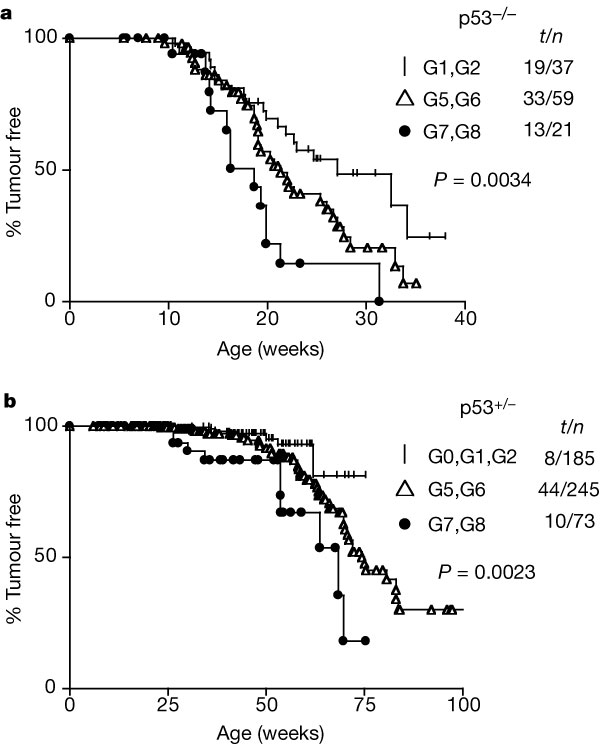 a
p53–/–
t/n
G1,G2 19/37
G5,G6 33/59
G7,G8 13/21
P = 0.0034
% Tumour free
100
50
0
0 10 20 30 40
Age (weeks)
b
p53+/–
t/n
G0,G1,G2 8/185
G5,G6 44/245
G7,G8 10/73
P = 0.0023
% Tumour free
100
50
0
0 25 50 75 100
Age (weeks)